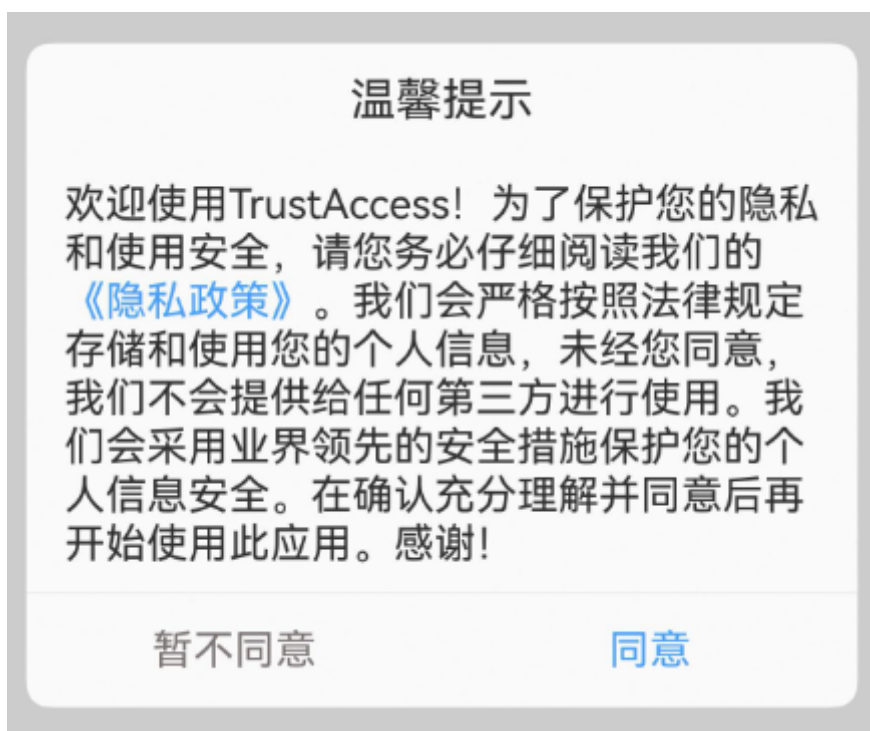 温馨提示
欢迎使用TrustAccess！为了保护您的隐私
和使用安全，请您务必仔细阅读我们的
《隐私政策》。我们会严格按照法律规定
存储和使用您的个人信息，未经您同意，
我们不会提供给任何第三方进行使用。我
们会采用业界领先的安全措施保护您的个
人信息安全。在确认充分理解并同意后再
开始使用此应用。感谢！
暂不同意
同意